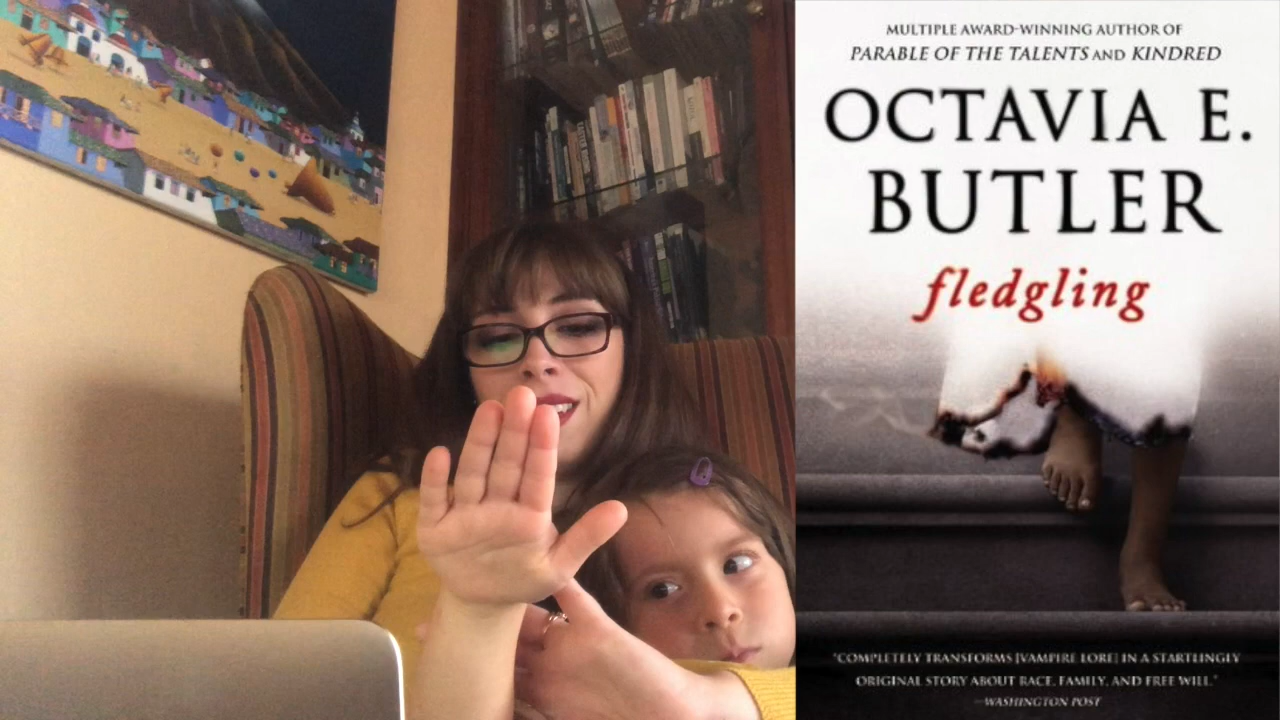 MULTIPLE AWARD-WINNING AUTHOR OF
PARABLE OF THE TALENTS AND KINDRED
OCTAVIA E.
BUTLER
fledgling
"COMPLETELY TRANSFORMS [VAMPIRE LORE] IN A STARTLINGLY
ORIGINAL STORY ABOUT RACE, FAMILY, AND FREE WILL."
—WASHINGTON POST